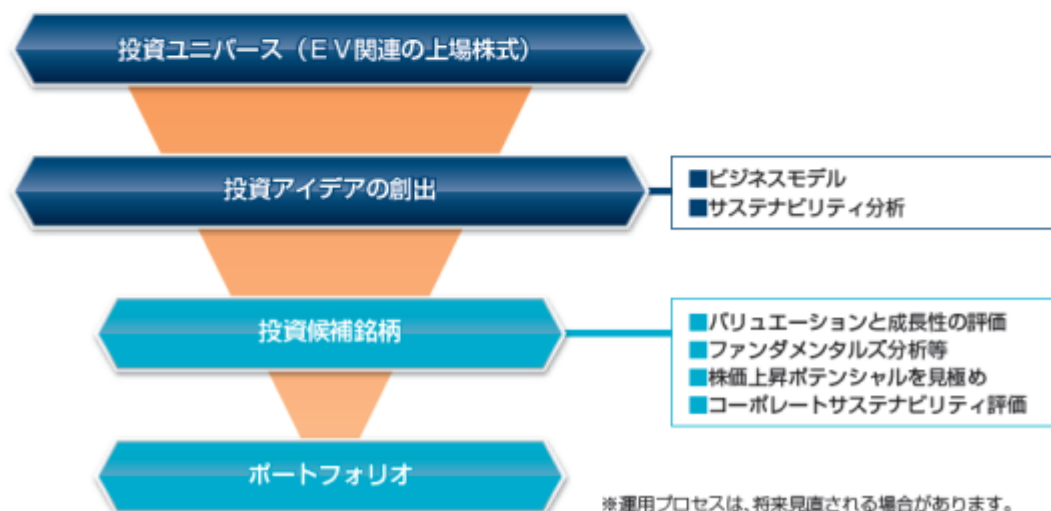 投資ユニバース（ＥＶ関連の上場株式）
投資アイデアの創出
■ビジネスモデル
■サステナビリティ分析
投資候補銘柄
■バリュエーションと成長性の評価
■ファンダメンタルズ分析等
■株価上昇ポテンシャルを見極め
■コーポレートサステナビリティ評価
ポートフォリオ
※運用プロセスは、将来見直される場合があります。